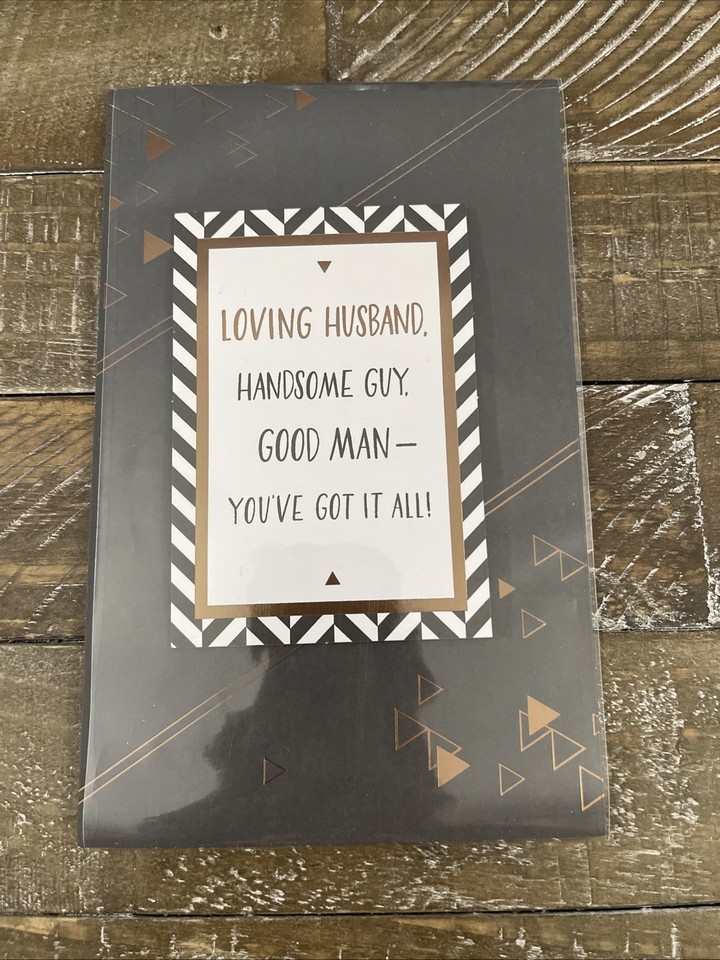 LOVING HUSBAND,
HANDSOME GUY,
GOOD MAN—
YOU'VE GOT IT ALL!